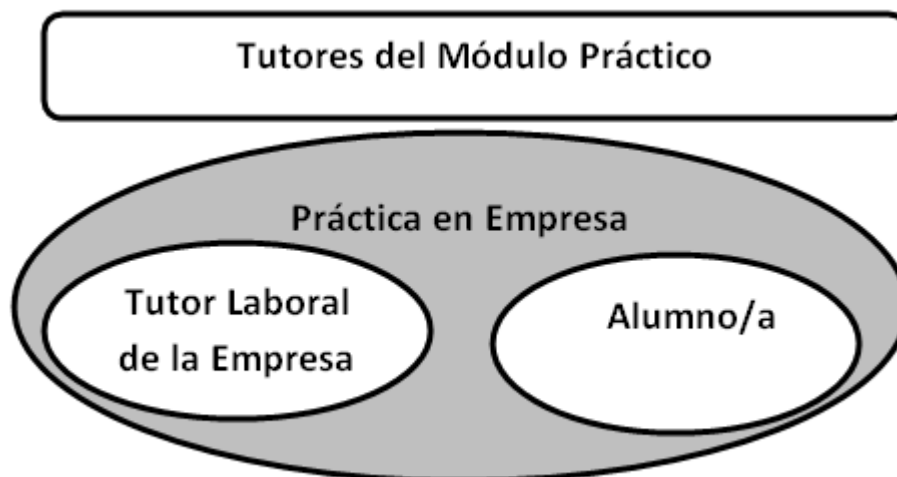 Tutores del Módulo Práctico
Práctica en Empresa
Tutor Laboral
de la Empresa
Alumno/a